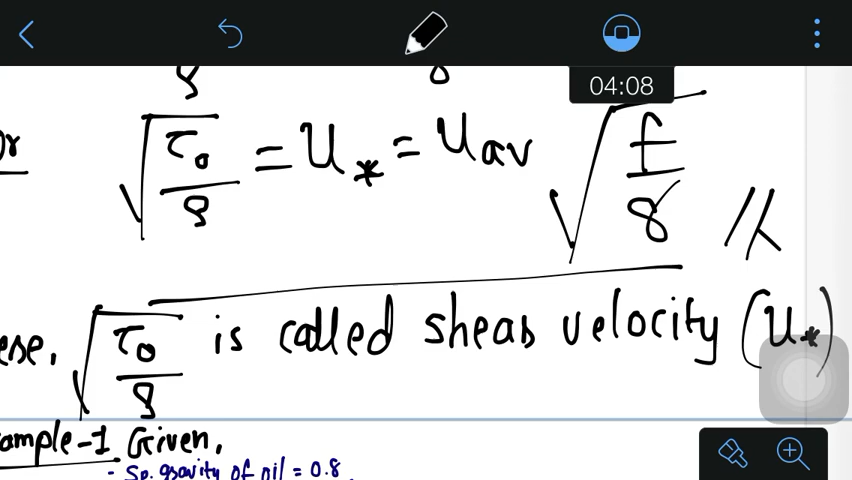 04:08
or
√(τ₀/ρ) = u* = uav √(f/8) //
ese, √(τ₀/ρ) is called shear velocity (u*)
ample-1 Given,
- Sp. gravity of oil = 0.8